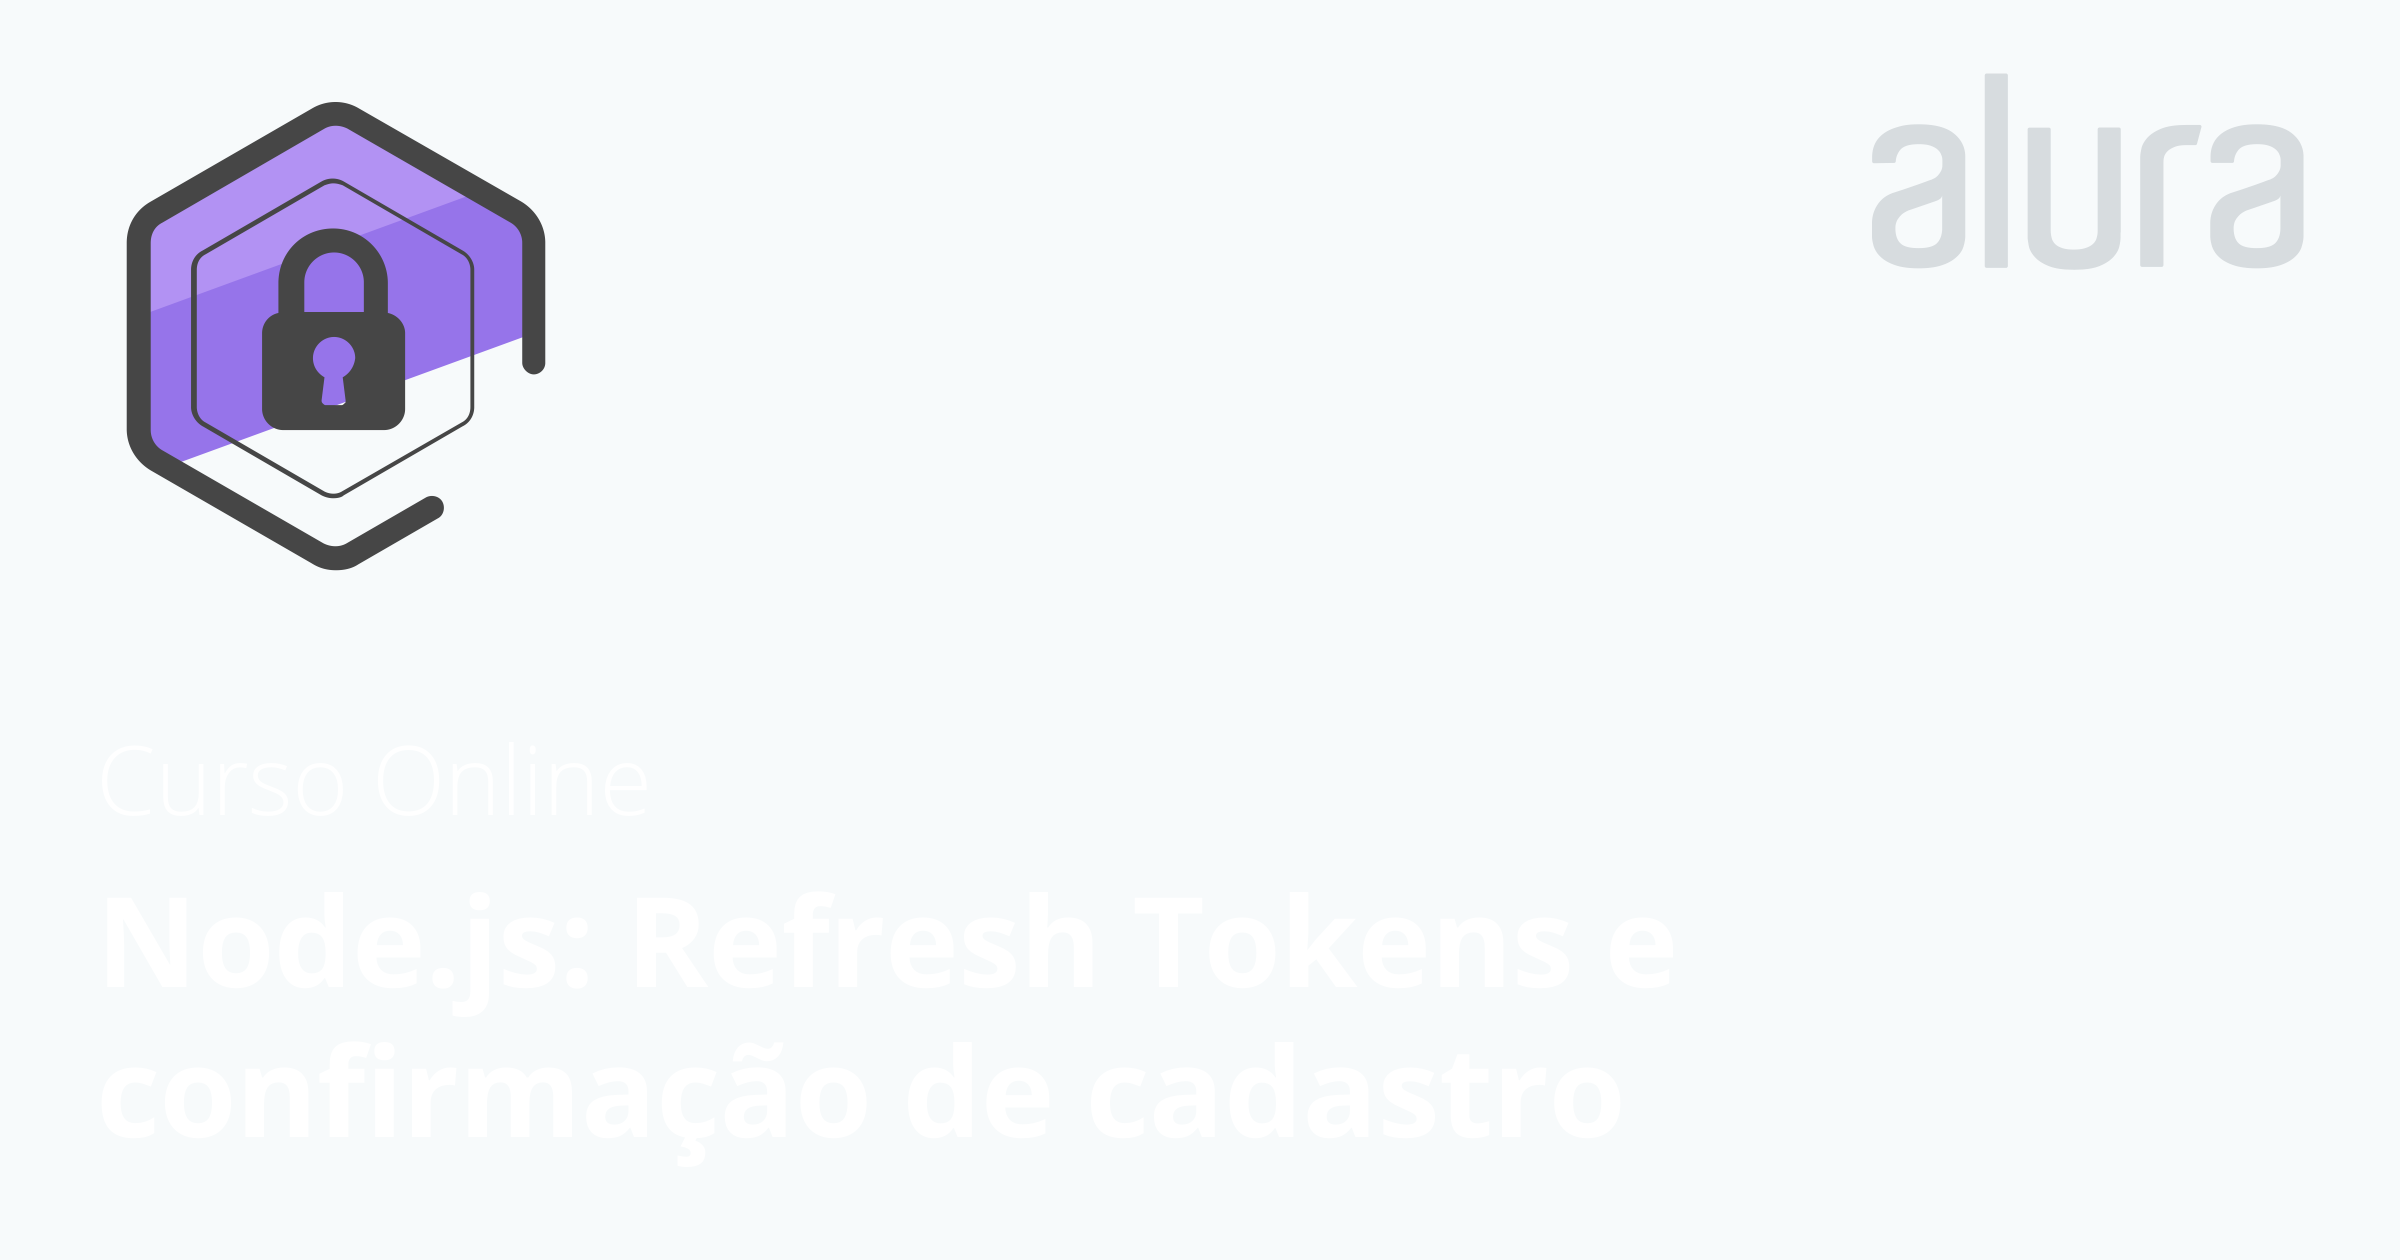 alura
Curso Online
Node.js: Refresh Tokens e
confirmação de cadastro